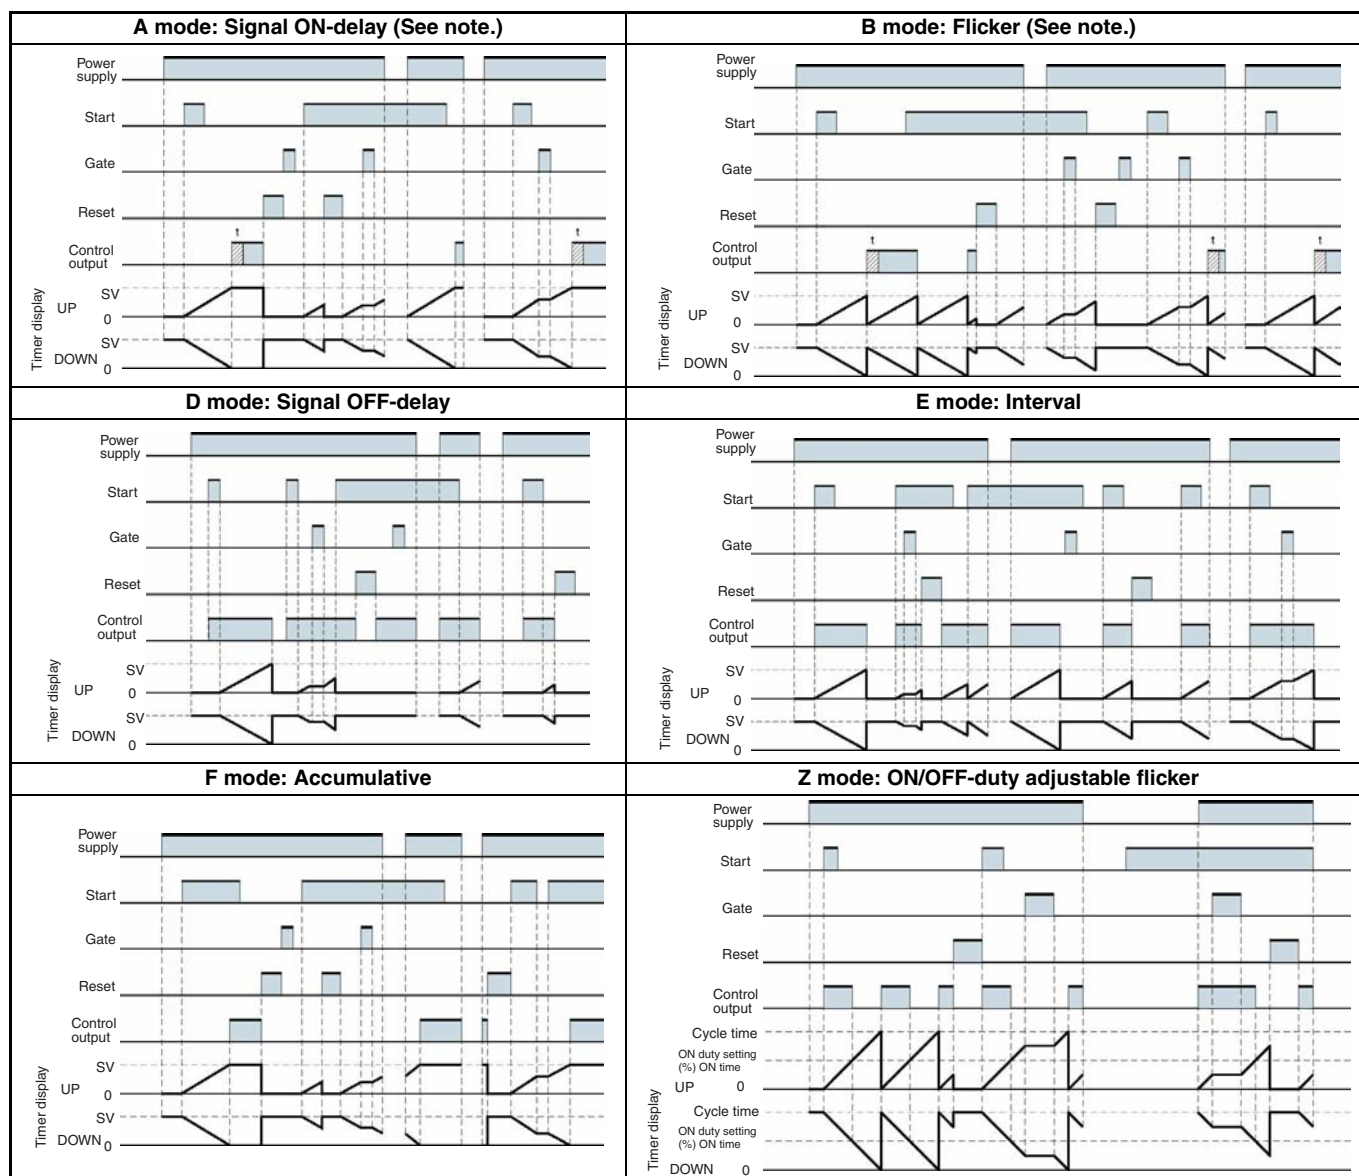 A mode: Signal ON-delay (See note.)
Power
supply
Start
Gate
Reset
t
t
Control
output
Timer display
SV
UP
0
SV
DOWN
0
B mode: Flicker (See note.)
Power
supply
Start
Gate
Reset
t
t
t
Control
output
Timer display
SV
UP
0
SV
DOWN
0
D mode: Signal OFF-delay
Power
supply
Start
Gate
Reset
Control
output
Timer display
SV
UP
0
SV
DOWN
0
E mode: Interval
Power
supply
Start
Gate
Reset
Control
output
Timer display
SV
UP
0
SV
DOWN
0
F mode: Accumulative
Power
supply
Start
Gate
Reset
Control
output
Timer display
SV
UP
0
SV
DOWN
0
Z mode: ON/OFF-duty adjustable flicker
Power
supply
Start
Gate
Reset
Control
output
Timer display
Cycle time
ON duty setting
(%) ON time
UP
0
Cycle time
ON duty setting
(%) ON time
DOWN
0